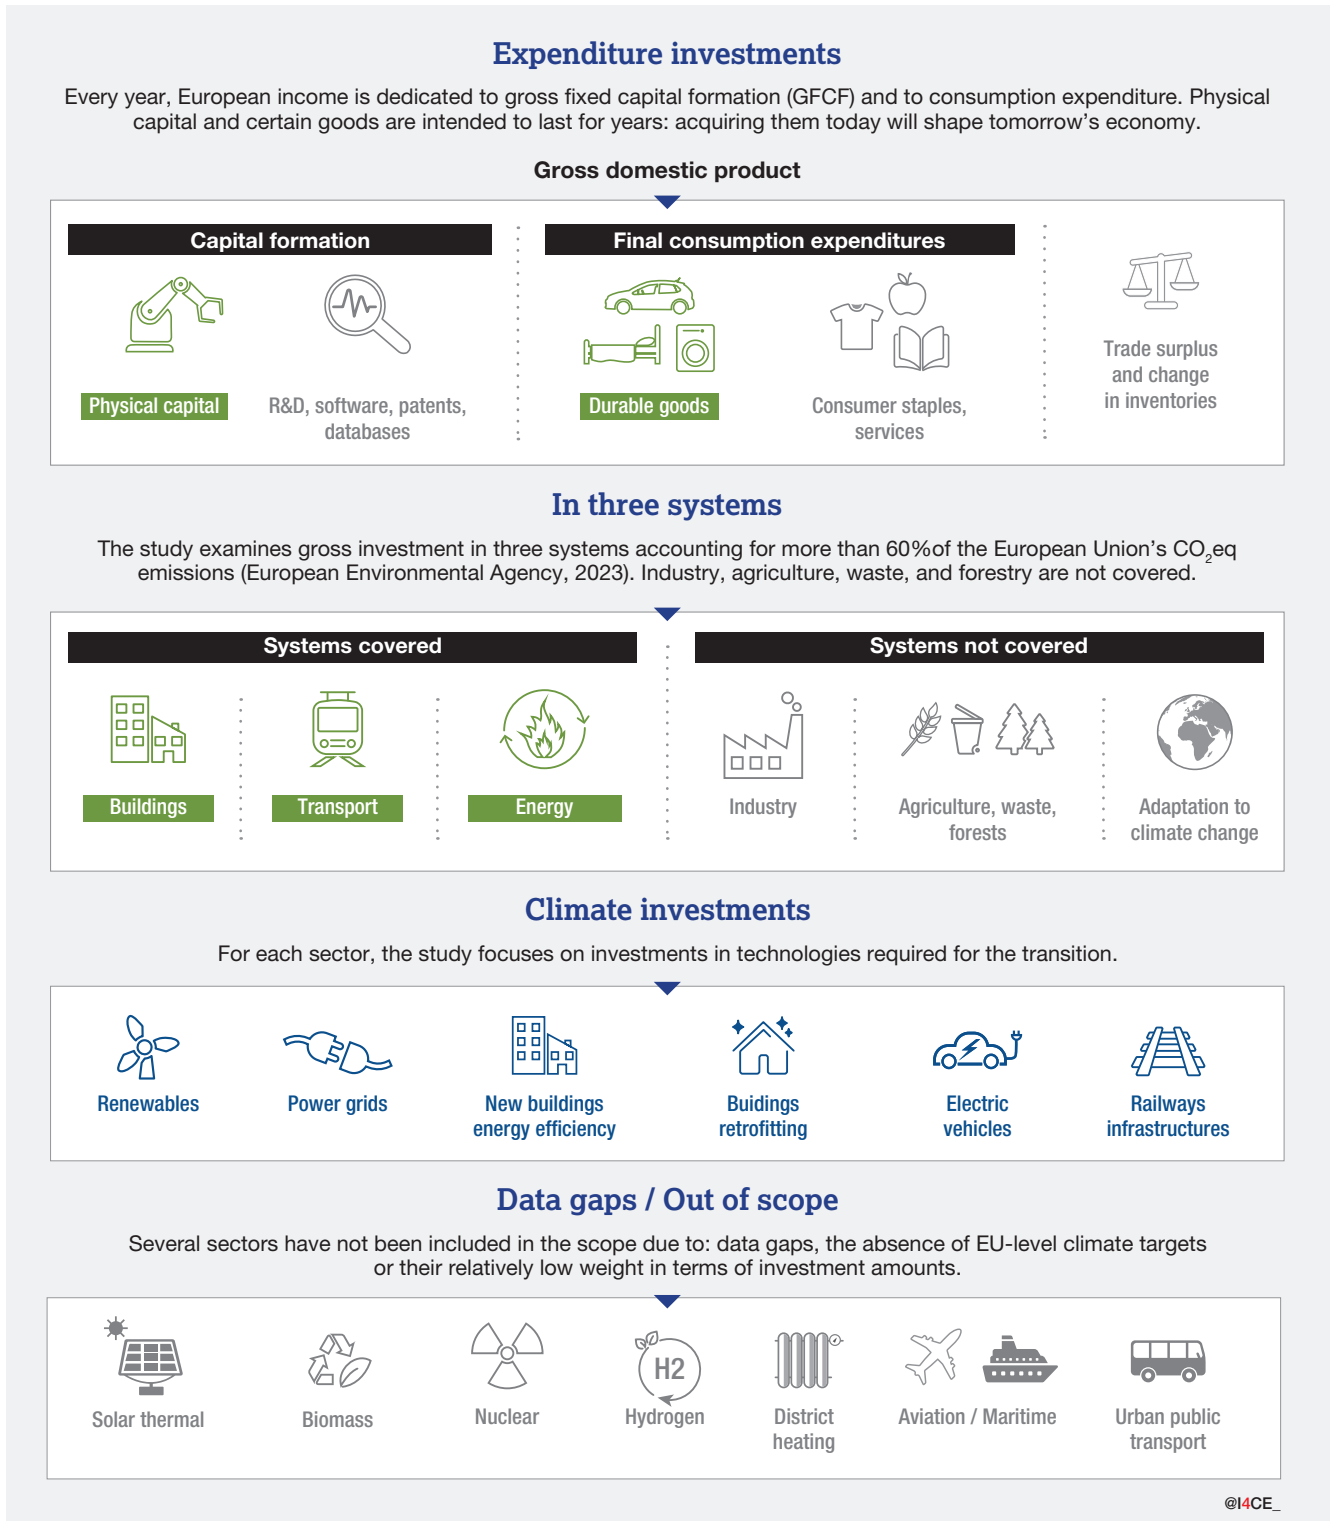 Expenditure investments
Every year, European income is dedicated to gross fixed capital formation (GFCF) and to consumption expenditure. Physical
capital and certain goods are intended to last for years: acquiring them today will shape tomorrow's economy.
Gross domestic product
Capital formation
Final consumption expenditures
Physical capital
R&D, software, patents,
databases
Durable goods
Consumer staples,
services
Trade surplus
and change
in inventories
In three systems
The study examines gross investment in three systems accounting for more than 60%of the European Union's CO₂eq
emissions (European Environmental Agency, 2023). Industry, agriculture, waste, and forestry are not covered.
Systems covered
Systems not covered
Buildings
Transport
Energy
Industry
Agriculture, waste,
forests
Adaptation to
climate change
Climate investments
For each sector, the study focuses on investments in technologies required for the transition.
Renewables
Power grids
New buildings
energy efficiency
Buidings
retrofitting
Electric
vehicles
Railways
infrastructures
Data gaps / Out of scope
Several sectors have not been included in the scope due to: data gaps, the absence of EU-level climate targets
or their relatively low weight in terms of investment amounts.
H2
Solar thermal
Biomass
Nuclear
Hydrogen
District
heating
Aviation / Maritime
Urban public
transport
@I4CE_